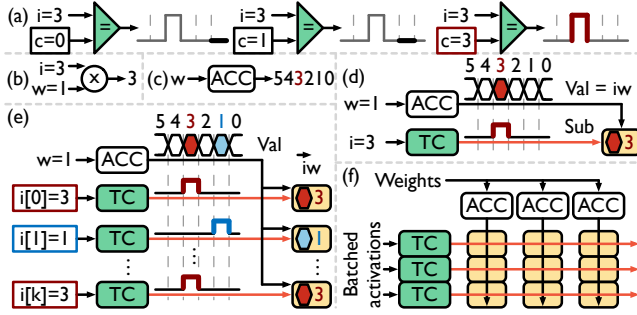 (a) i=3 = i=3 = i=3 =
c=0 c=1 c=3
(b) i=3 w=1 × 3
(c) w ACC 543210
(d) 5 4 3 2 1 0
w=1 ACC Val = iw
i=3 TC Sub 3
(e) 5 4 3 2 1 0
w=1 ACC Val iw
i[0]=3 TC 3
i[1]=1 TC 1
⋮ ⋮ ⋮
i[k]=3 TC 3
(f) Weights
ACC ACC ACC
Batched activations
TC
TC
TC